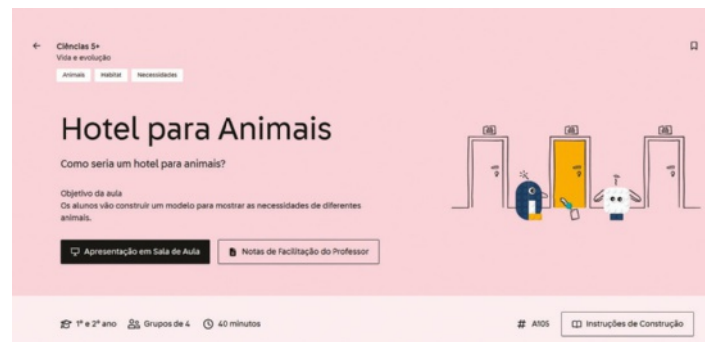 Ciências 5+
Vida e evolução
Animais Habitat Necessidades
Hotel para Animais
Como seria um hotel para animais?
Objetivo da aula
Os alunos vão construir um modelo para mostrar as necessidades de diferentes
animais.
Apresentação em Sala de Aula Notas de Facilitação do Professor
1º e 2º ano Grupos de 4 40 minutos # A105 Instruções de Construção